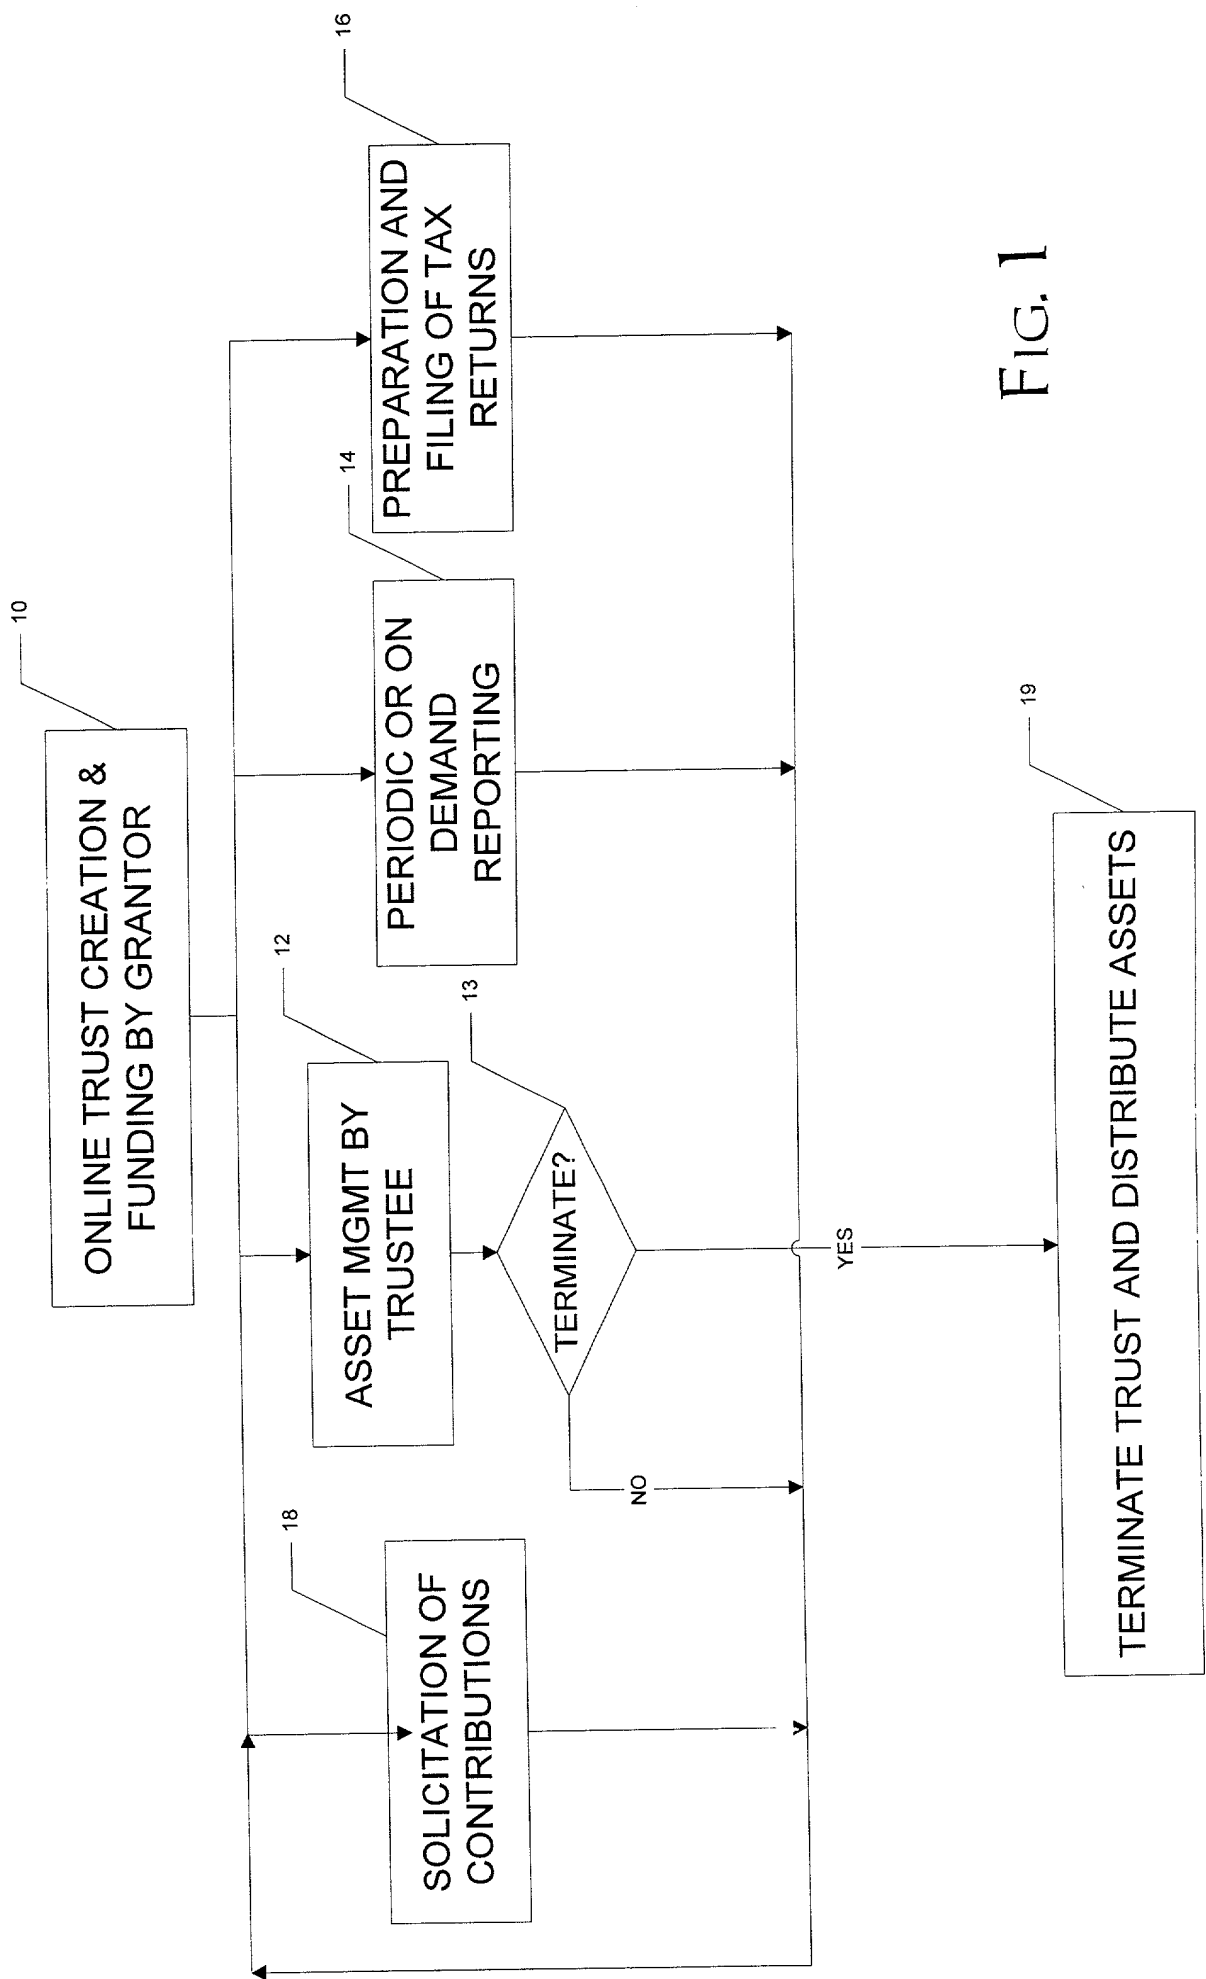 10
ONLINE TRUST CREATION &
FUNDING BY GRANTOR
18
SOLICITATION OF
CONTRIBUTIONS
12
ASSET MGMT BY
TRUSTEE
13
TERMINATE?
NO
YES
14
PERIODIC OR ON
DEMAND
REPORTING
16
PREPARATION AND
FILING OF TAX
RETURNS
19
TERMINATE TRUST AND DISTRIBUTE ASSETS
FIG. 1